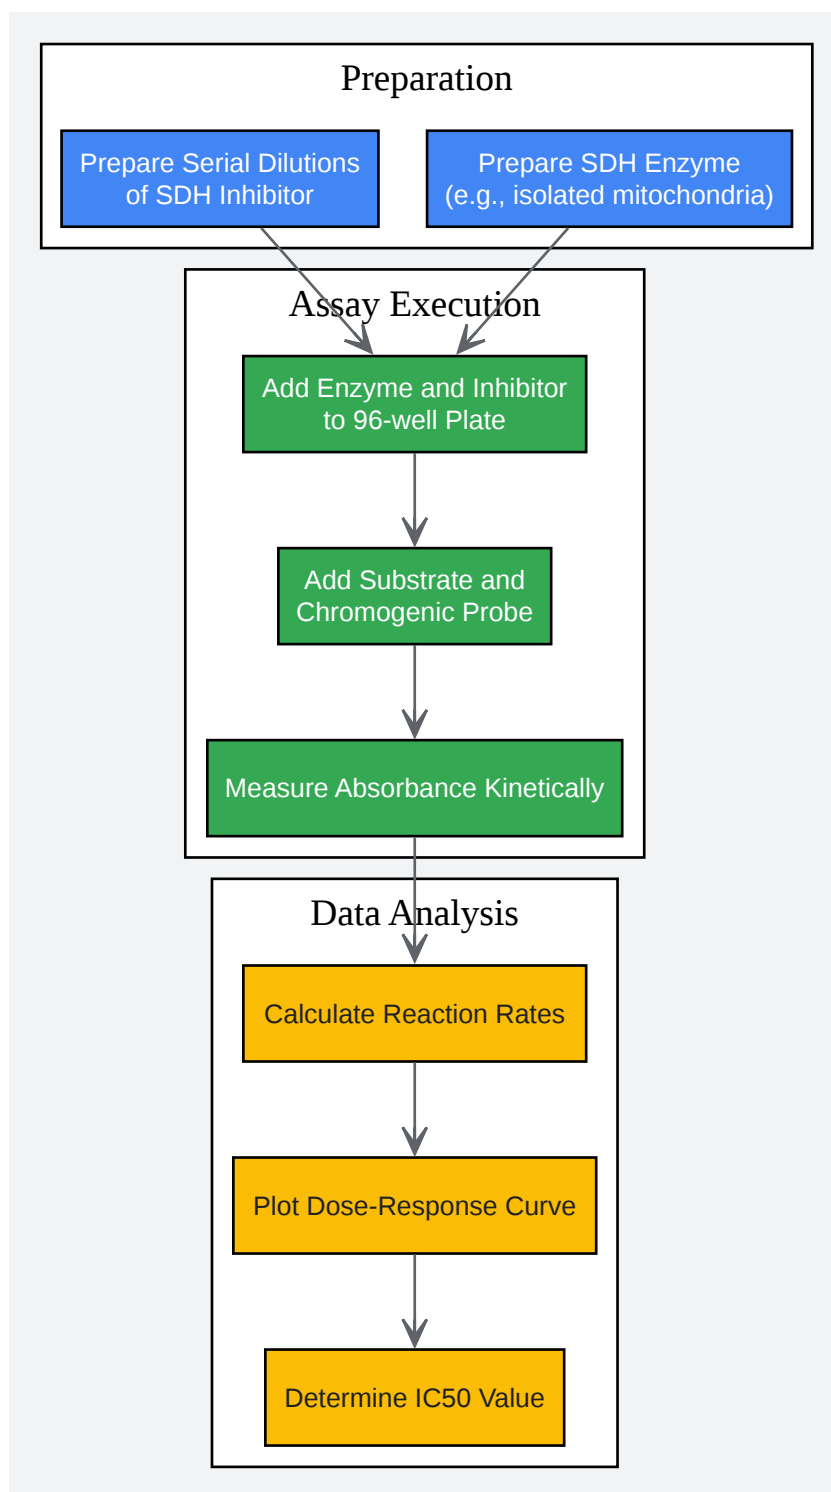 Preparation
Prepare Serial Dilutions
of SDH Inhibitor
Prepare SDH Enzyme
(e.g., isolated mitochondria)
Assay Execution
Add Enzyme and Inhibitor
to 96-well Plate
Add Substrate and
Chromogenic Probe
Measure Absorbance Kinetically
Data Analysis
Calculate Reaction Rates
Plot Dose-Response Curve
Determine IC50 Value